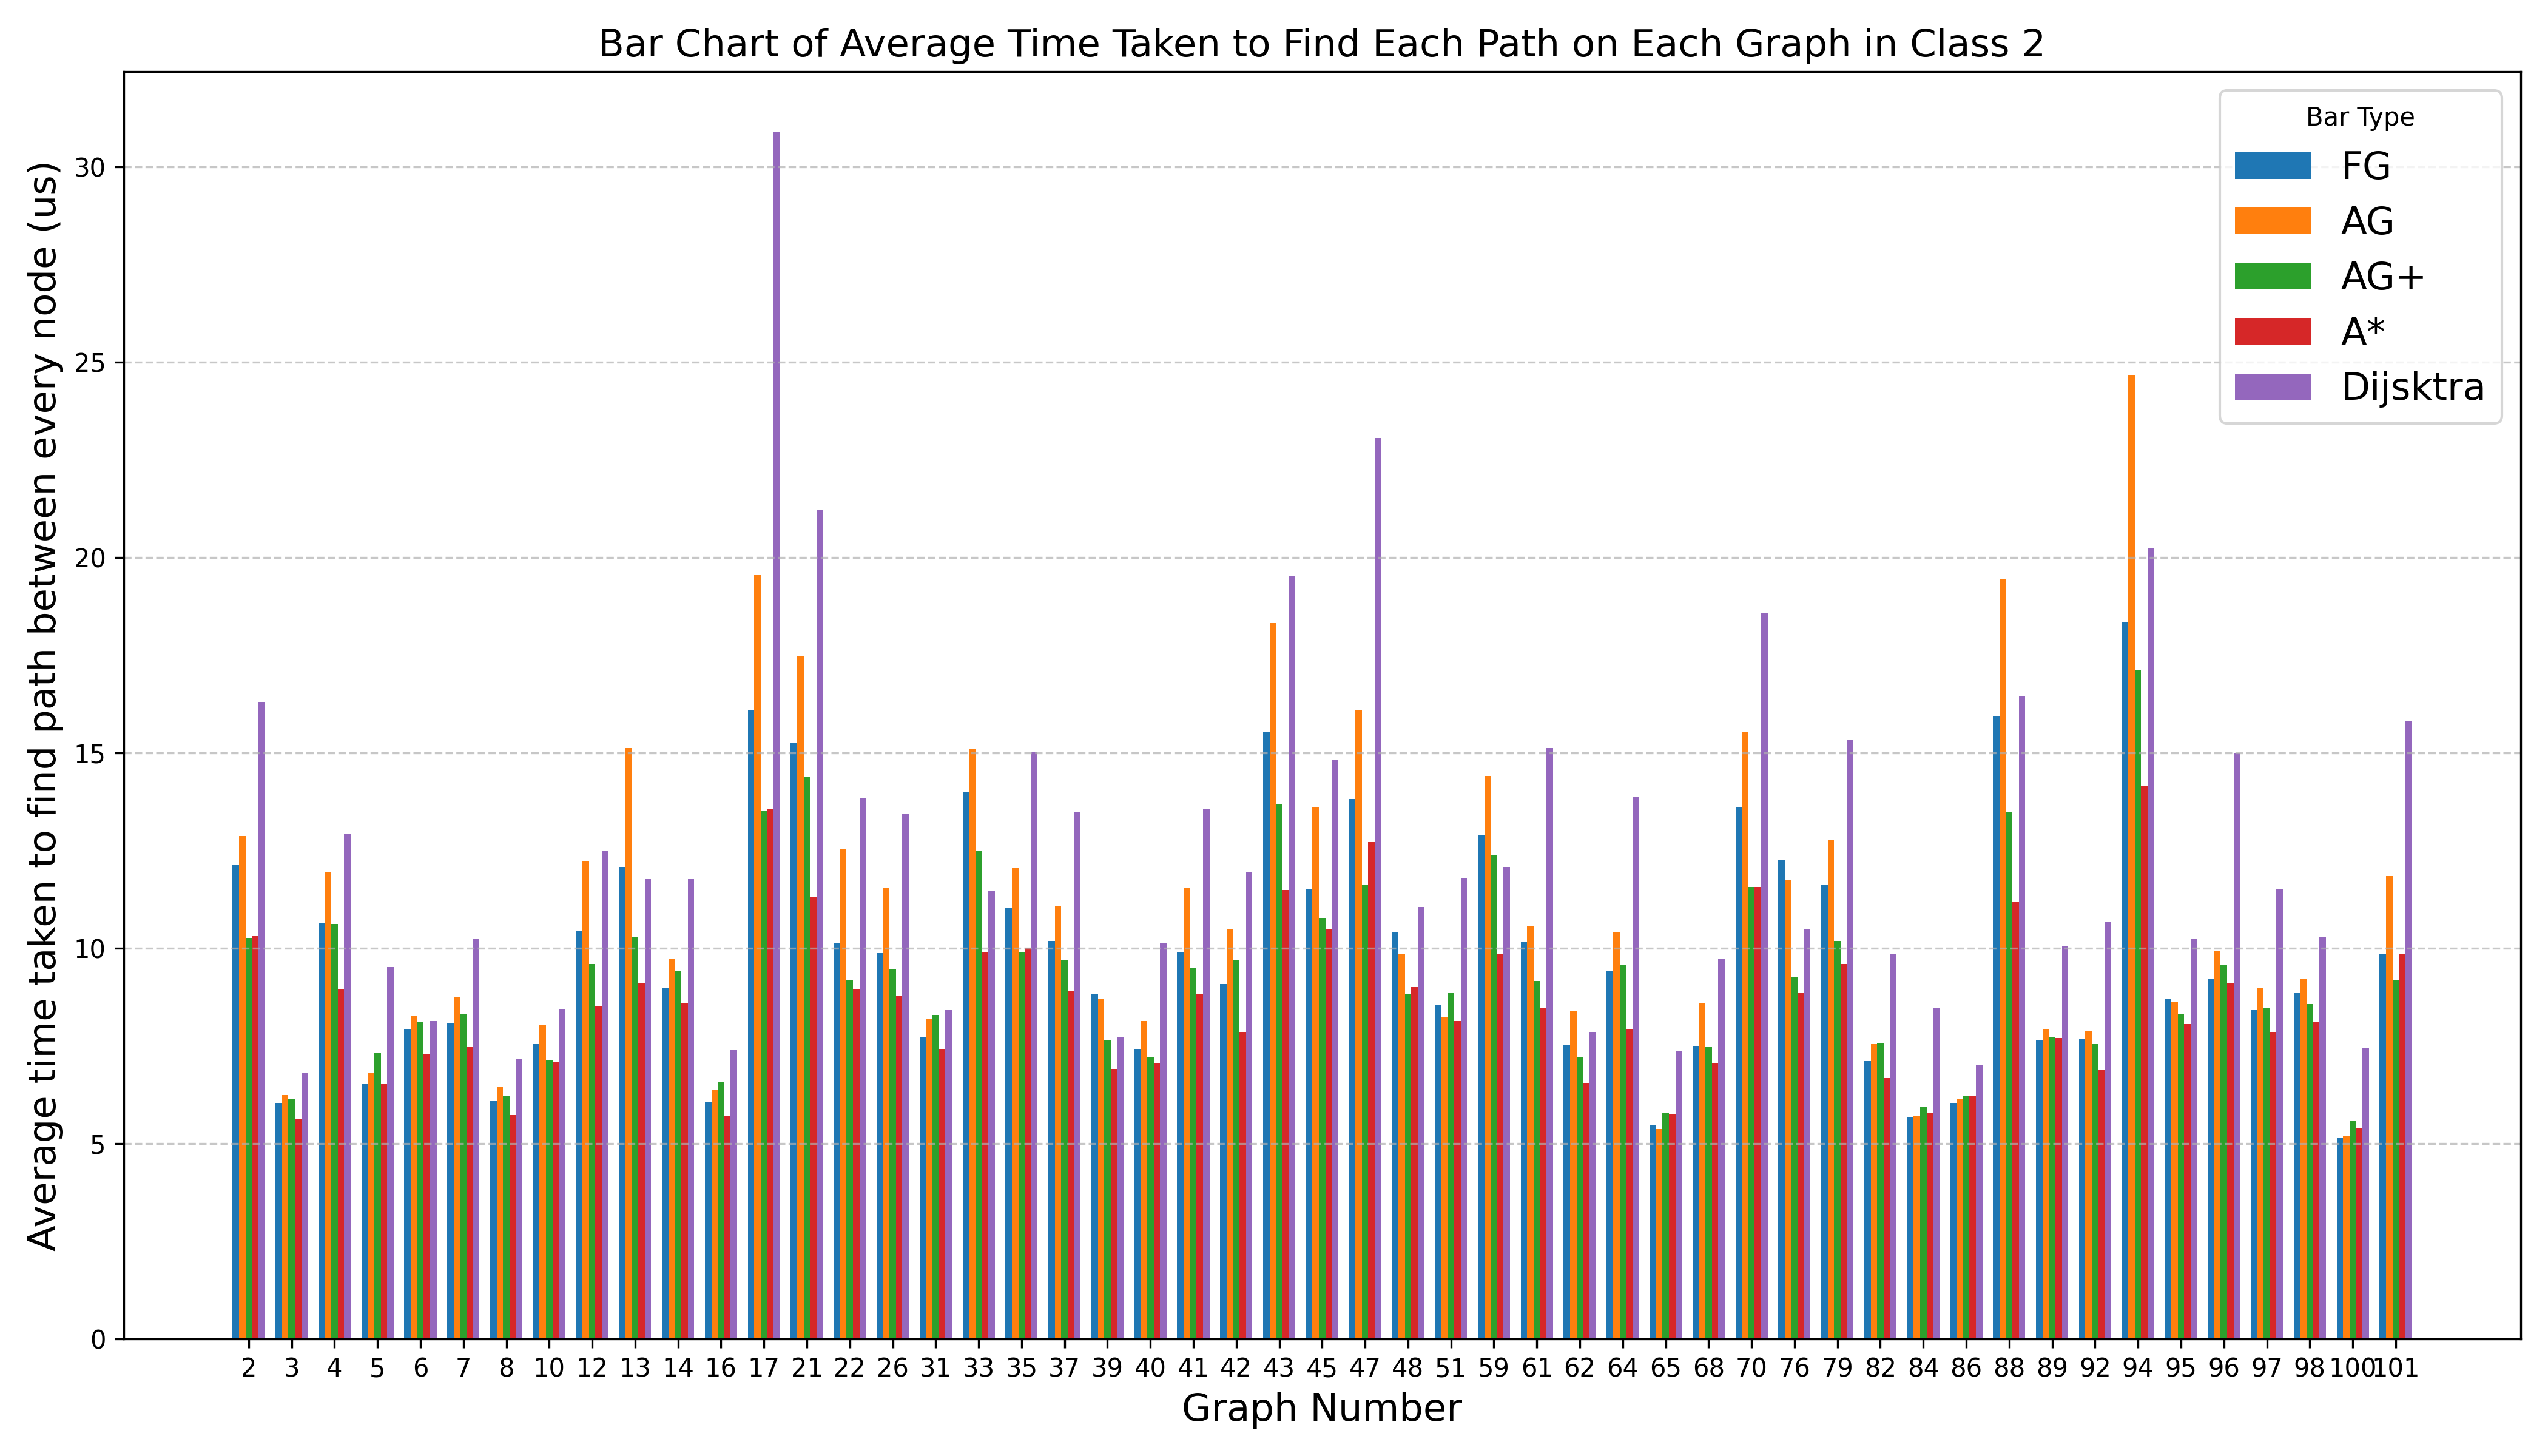 Bar Chart of Average Time Taken to Find Each Path on Each Graph in Class 2
Average time taken to find path between every node (us)
30
25
20
15
10
5
0
Bar Type
FG
AG
AG+
A*
Dijsktra
2 3 4 5 6 7 8 10 12 13 14 16 17 21 22 26 31 33 35 37 39 40 41 42 43 45 47 48 51 59 61 62 64 65 68 70 76 79 82 84 86 88 89 92 94 95 96 97 98 100 101
Graph Number